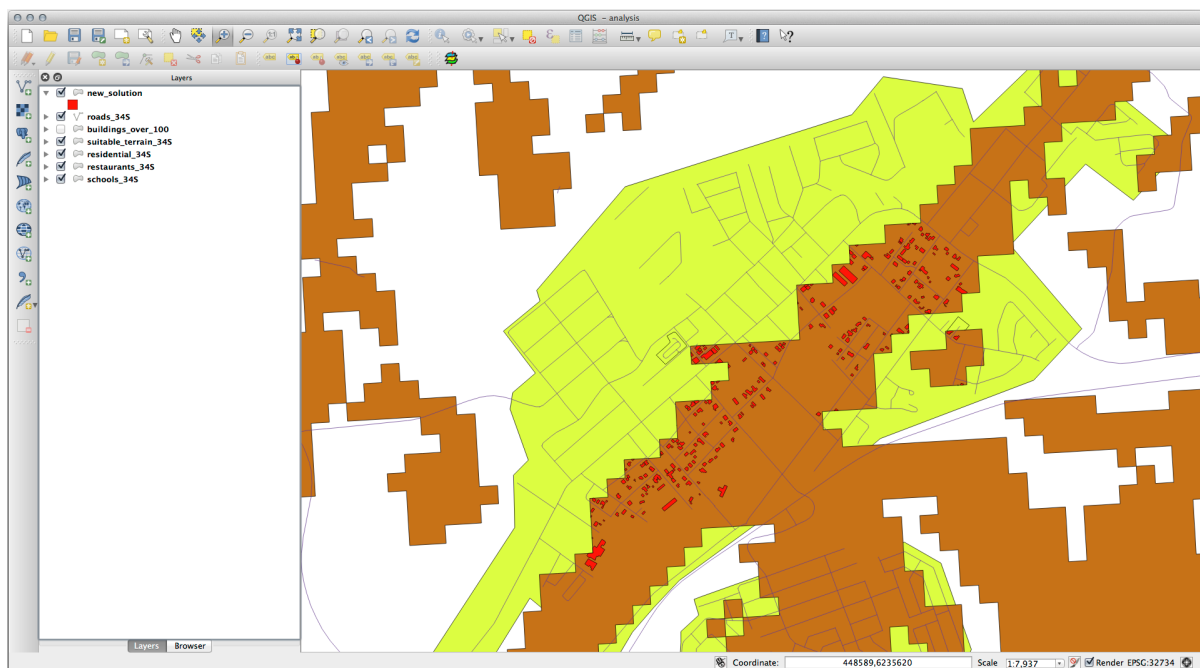 QGIS - analysis
Layers
new_solution
roads_34S
buildings_over_100
suitable_terrain_34S
residential_34S
restaurants_34S
schools_34S
Layers Browser
Coordinate: 448589,6235620 Scale 1:7,937 Render EPSG:32734